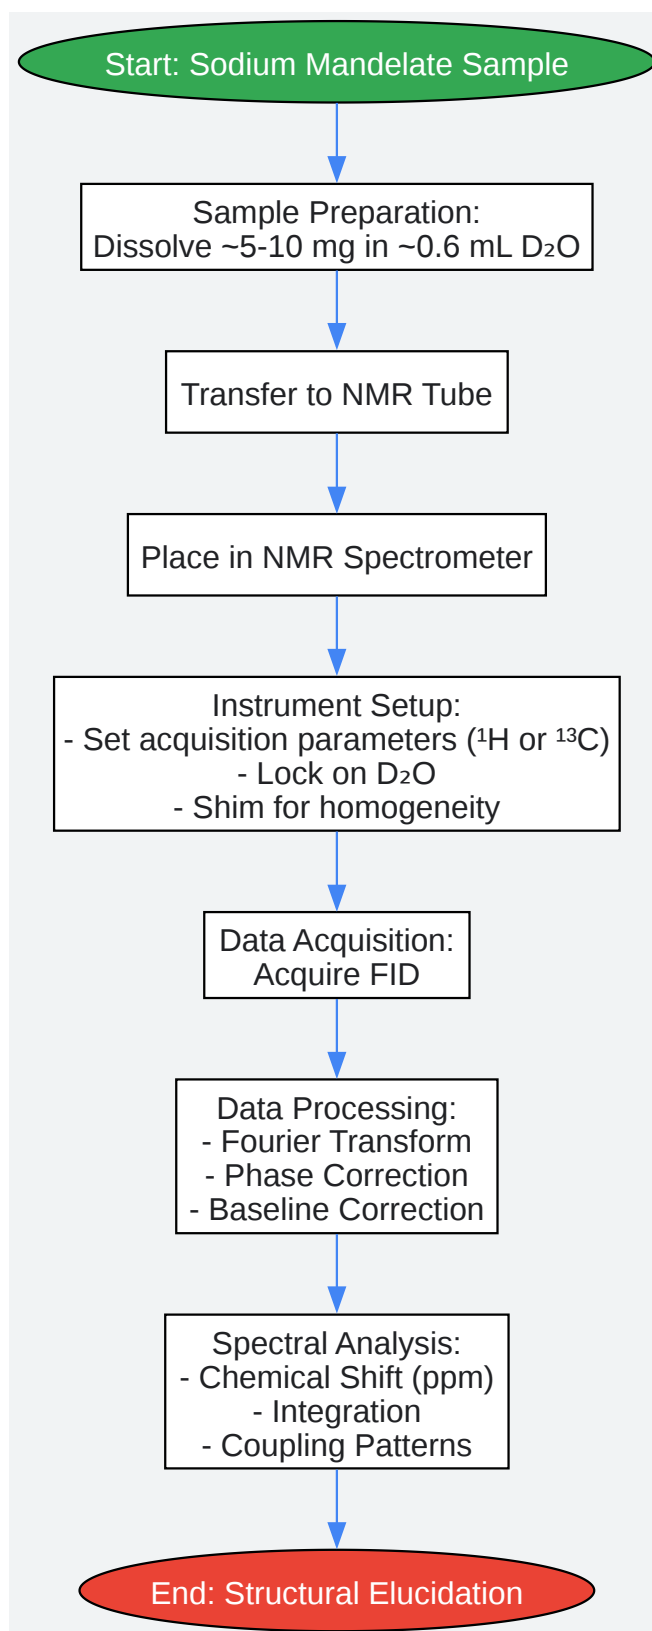 Start: Sodium Mandelate Sample
Sample Preparation:
Dissolve ~5-10 mg in ~0.6 mL D₂O
Transfer to NMR Tube
Place in NMR Spectrometer
Instrument Setup:
- Set acquisition parameters (¹H or ¹³C)
- Lock on D₂O
- Shim for homogeneity
Data Acquisition:
Acquire FID
Data Processing:
- Fourier Transform
- Phase Correction
- Baseline Correction
Spectral Analysis:
- Chemical Shift (ppm)
- Integration
- Coupling Patterns
End: Structural Elucidation